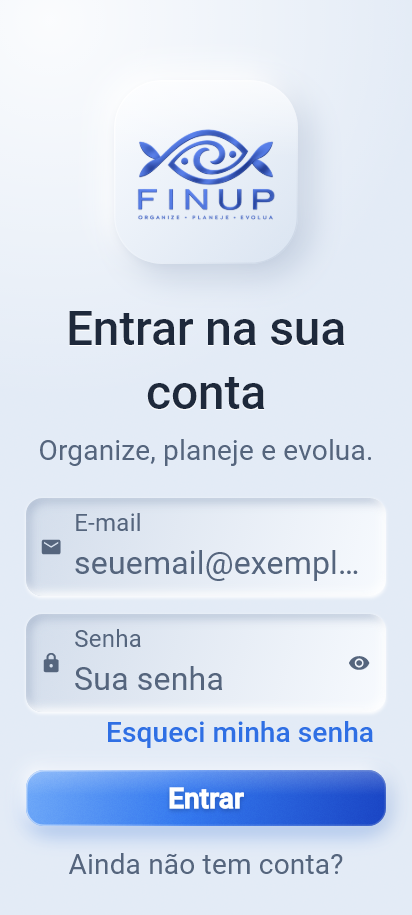 FINUP
ORGANIZE • PLANEJE • EVOLUA
Entrar na sua
conta
Organize, planeje e evolua.
E-mail
seuemail@exempl...
Senha
Sua senha
Esqueci minha senha
Entrar
Ainda não tem conta?